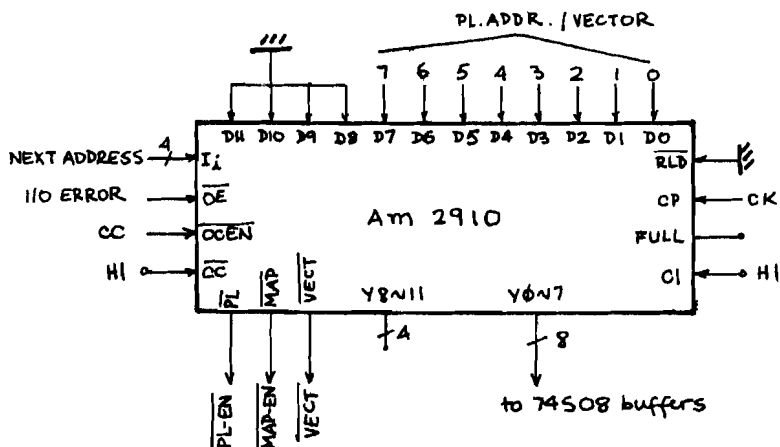 PL.ADDR./VECTOR
7 6 5 4 3 2 1 0
D11 D10 D9 D8 D7 D6 D5 D4 D3 D2 D1 D0
NEXT ADDRESS 4 Ii RLD
I/O ERROR OE Am 2910 CP CK
CC OCEN FULL
HI CC CI HI
PL MAP VECT Y8~11 Y0~7
4 8
PL-EN MAP-EN VECT to 74S08 buffers